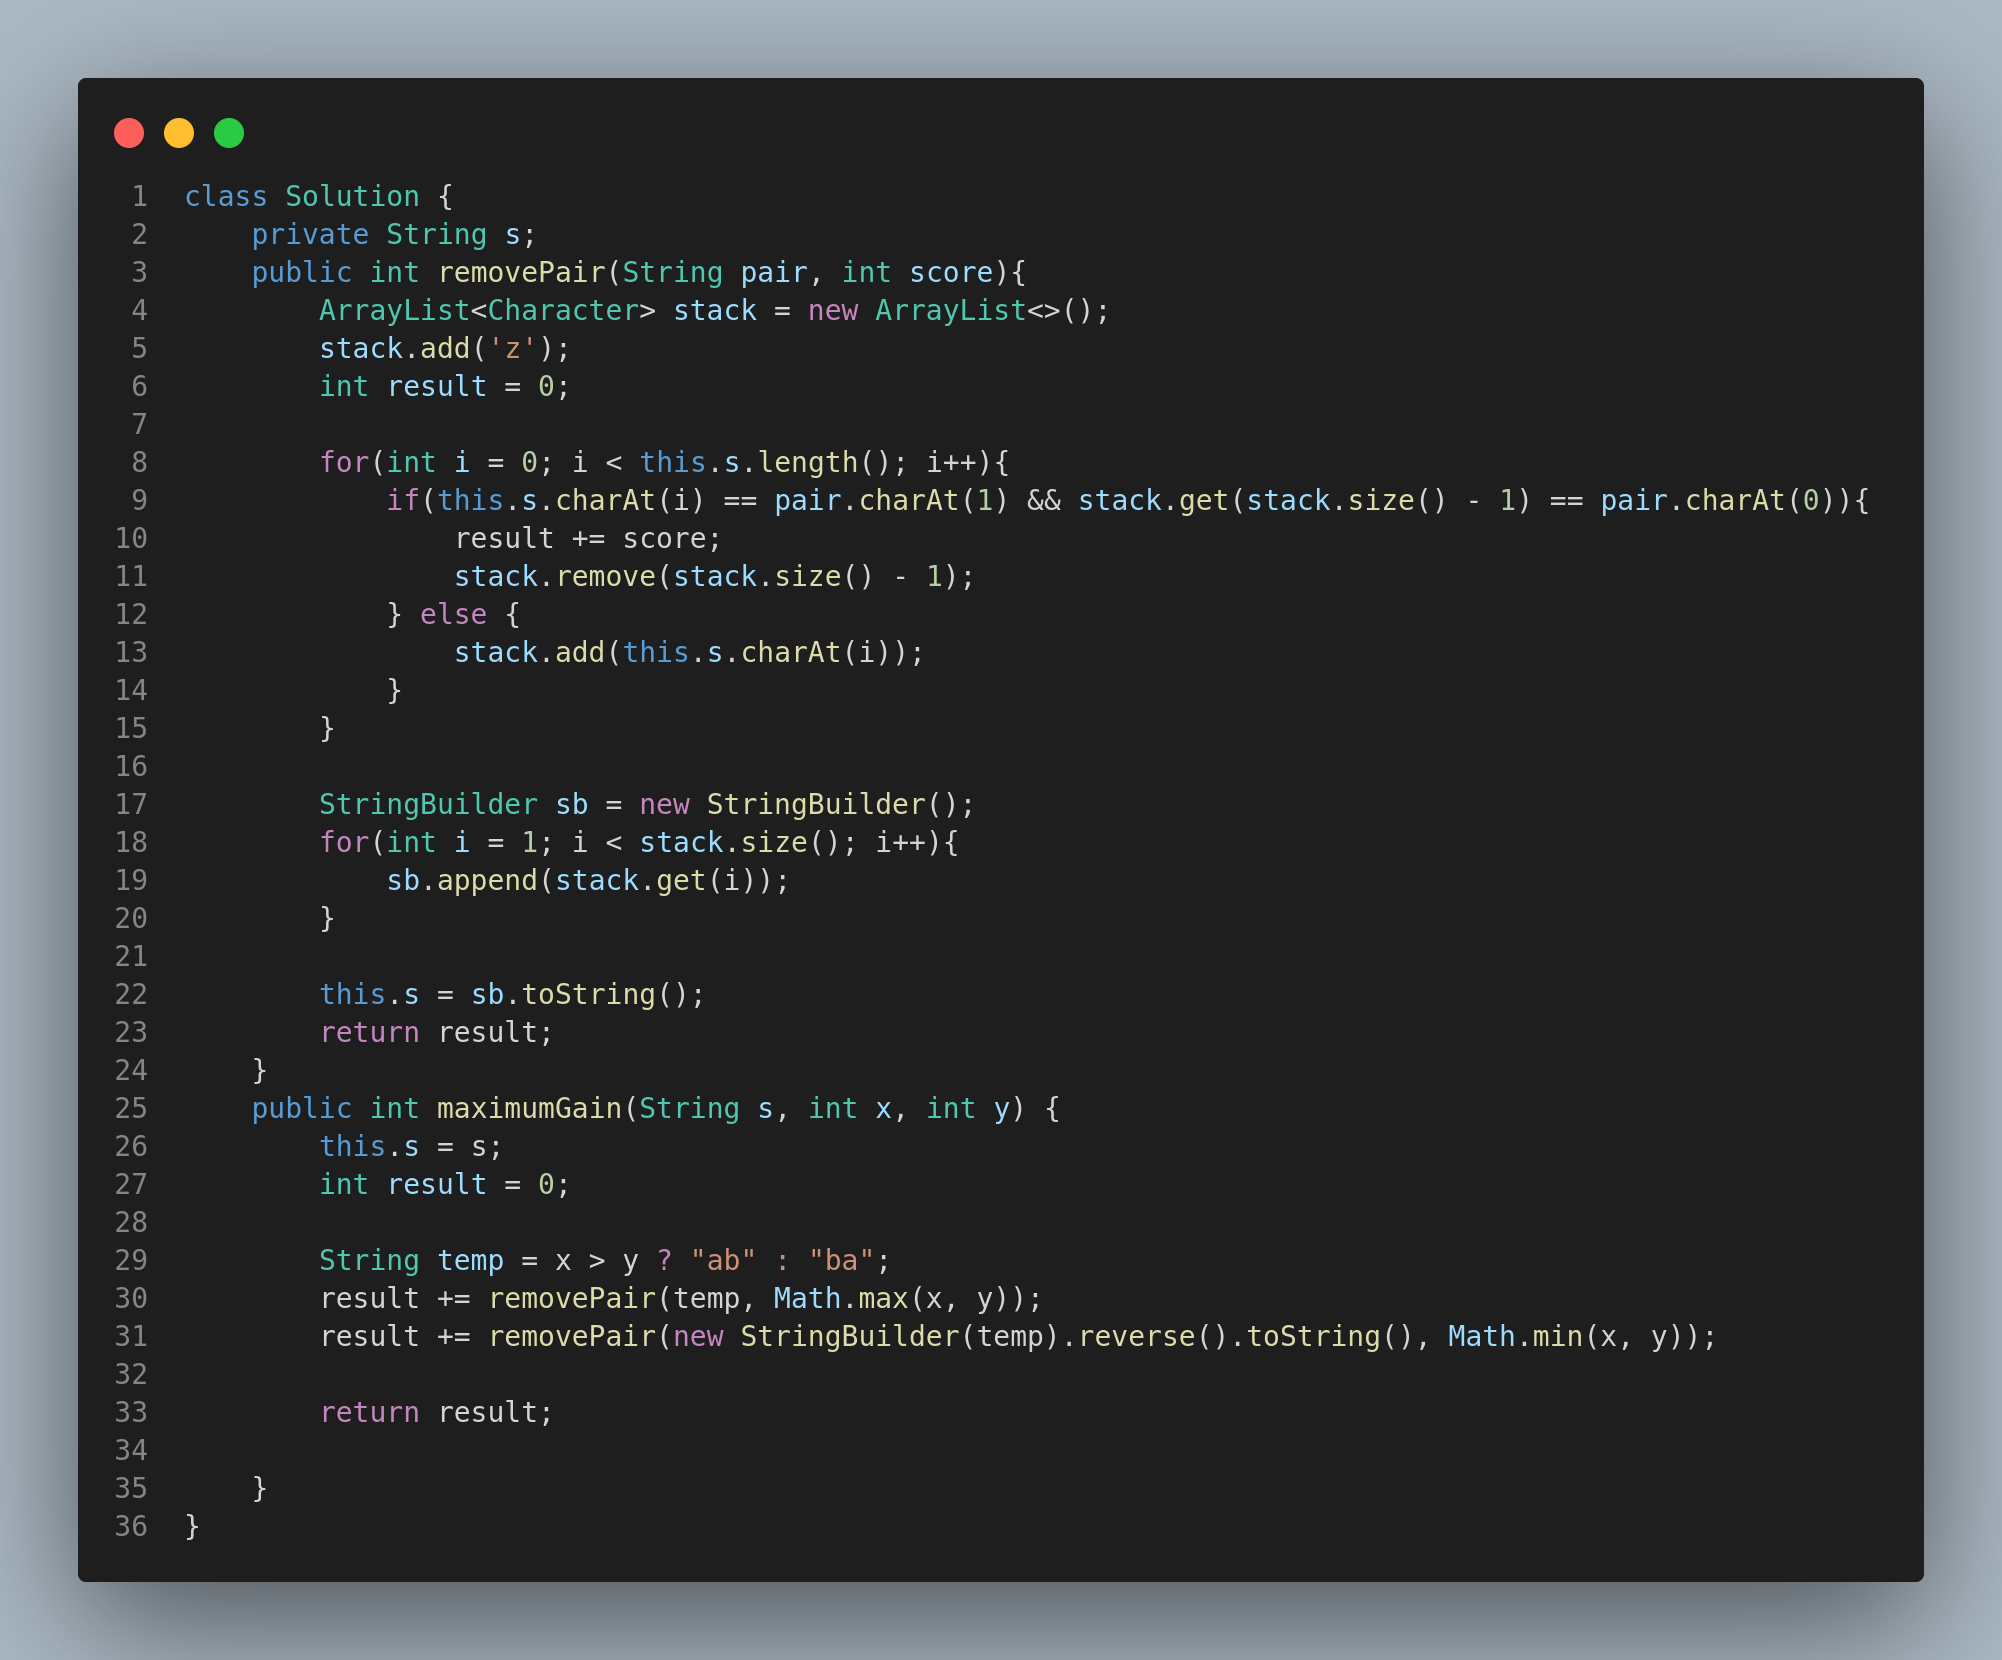 1 class Solution {
2     private String s;
3     public int removePair(String pair, int score){
4         ArrayList<Character> stack = new ArrayList<>();
5         stack.add('z');
6         int result = 0;
7
8         for(int i = 0; i < this.s.length(); i++){
9             if(this.s.charAt(i) == pair.charAt(1) && stack.get(stack.size() - 1) == pair.charAt(0)){
10                 result += score;
11                 stack.remove(stack.size() - 1);
12             } else {
13                 stack.add(this.s.charAt(i));
14             }
15         }
16
17         StringBuilder sb = new StringBuilder();
18         for(int i = 1; i < stack.size(); i++){
19             sb.append(stack.get(i));
20         }
21
22         this.s = sb.toString();
23         return result;
24     }
25     public int maximumGain(String s, int x, int y) {
26         this.s = s;
27         int result = 0;
28
29         String temp = x > y ? "ab" : "ba";
30         result += removePair(temp, Math.max(x, y));
31         result += removePair(new StringBuilder(temp).reverse().toString(), Math.min(x, y));
32
33         return result;
34
35     }
36 }